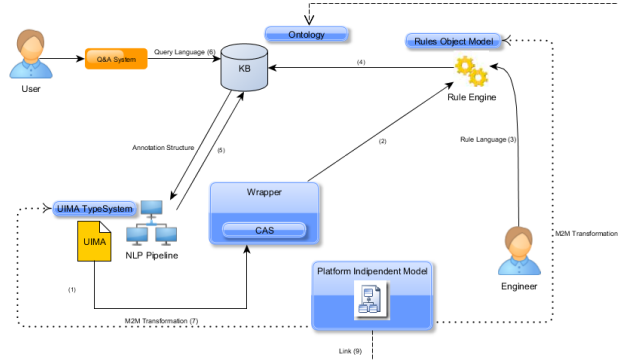 Ontology
Rules Object Model
Q&A System
Query Language (6)
KB
(4)
User
Rule Engine
Annotation Structure
(5)
(2)
Rule Language (3)
Wrapper
UIMA TypeSystem
CAS
UIMA
NLP Pipeline
M2M Transformation
Platform Indipendent Model
Engineer
(1)
M2M Transformation (7)
Link (9)